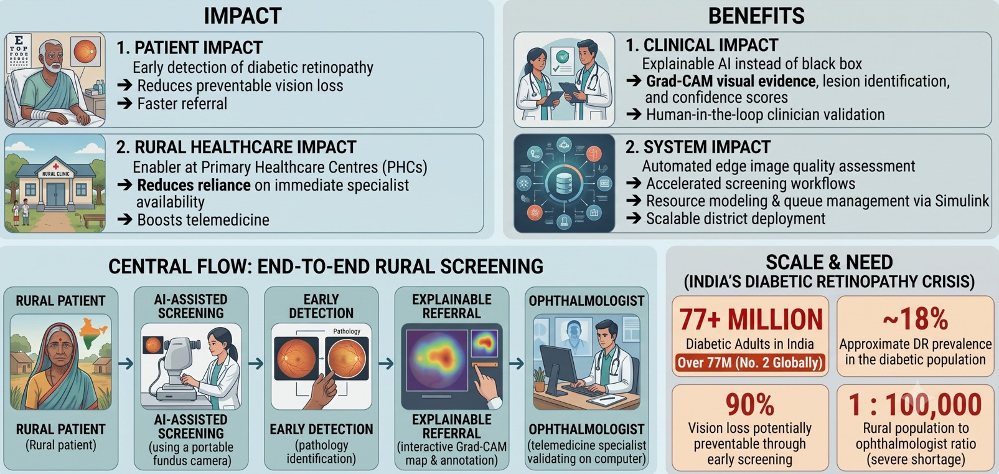 IMPACT
E
TOP
FODE
1. PATIENT IMPACT
Early detection of diabetic retinopathy
➔ Reduces preventable vision loss
➔ Faster referral
NURAL CLINIC
2. RURAL HEALTHCARE IMPACT
Enabler at Primary Healthcare Centres (PHCs)
➔ Reduces reliance on immediate specialist
availability
➔ Boosts telemedicine
BENEFITS
1. CLINICAL IMPACT
Explainable AI instead of black box
➔ Grad-CAM visual evidence, lesion identification,
and confidence scores
➔ Human-in-the-loop clinician validation
2. SYSTEM IMPACT
Automated edge image quality assessment
➔ Accelerated screening workflows
➔ Resource modeling & queue management via Simulink
➔ Scalable district deployment
CENTRAL FLOW: END-TO-END RURAL SCREENING
RURAL PATIENT
RURAL PATIENT
(Rural patient)
AI-ASSISTED
SCREENING
AI-ASSISTED
SCREENING
(using a portable
fundus camera)
EARLY
DETECTION
Pathology
EARLY DETECTION
(pathology
identification)
EXPLAINABLE
REFERRAL
EXPLAINABLE
REFERRAL
(interactive Grad-CAM
map & annotation)
OPHTHALMOLOGIST
OPHTHALMOLOGIST
(telemedicine specialist
validating on computer)
SCALE & NEED
(INDIA'S DIABETIC RETINOPATHY CRISIS)
77+ MILLION
Diabetic Adults in India
Over 77M (No. 2 Globally)
~18%
Approximate DR prevalence
in the diabetic population
90%
Vision loss potentially
preventable through
early screening
1 : 100,000
Rural population to
ophthalmologist ratio
(severe shortage)